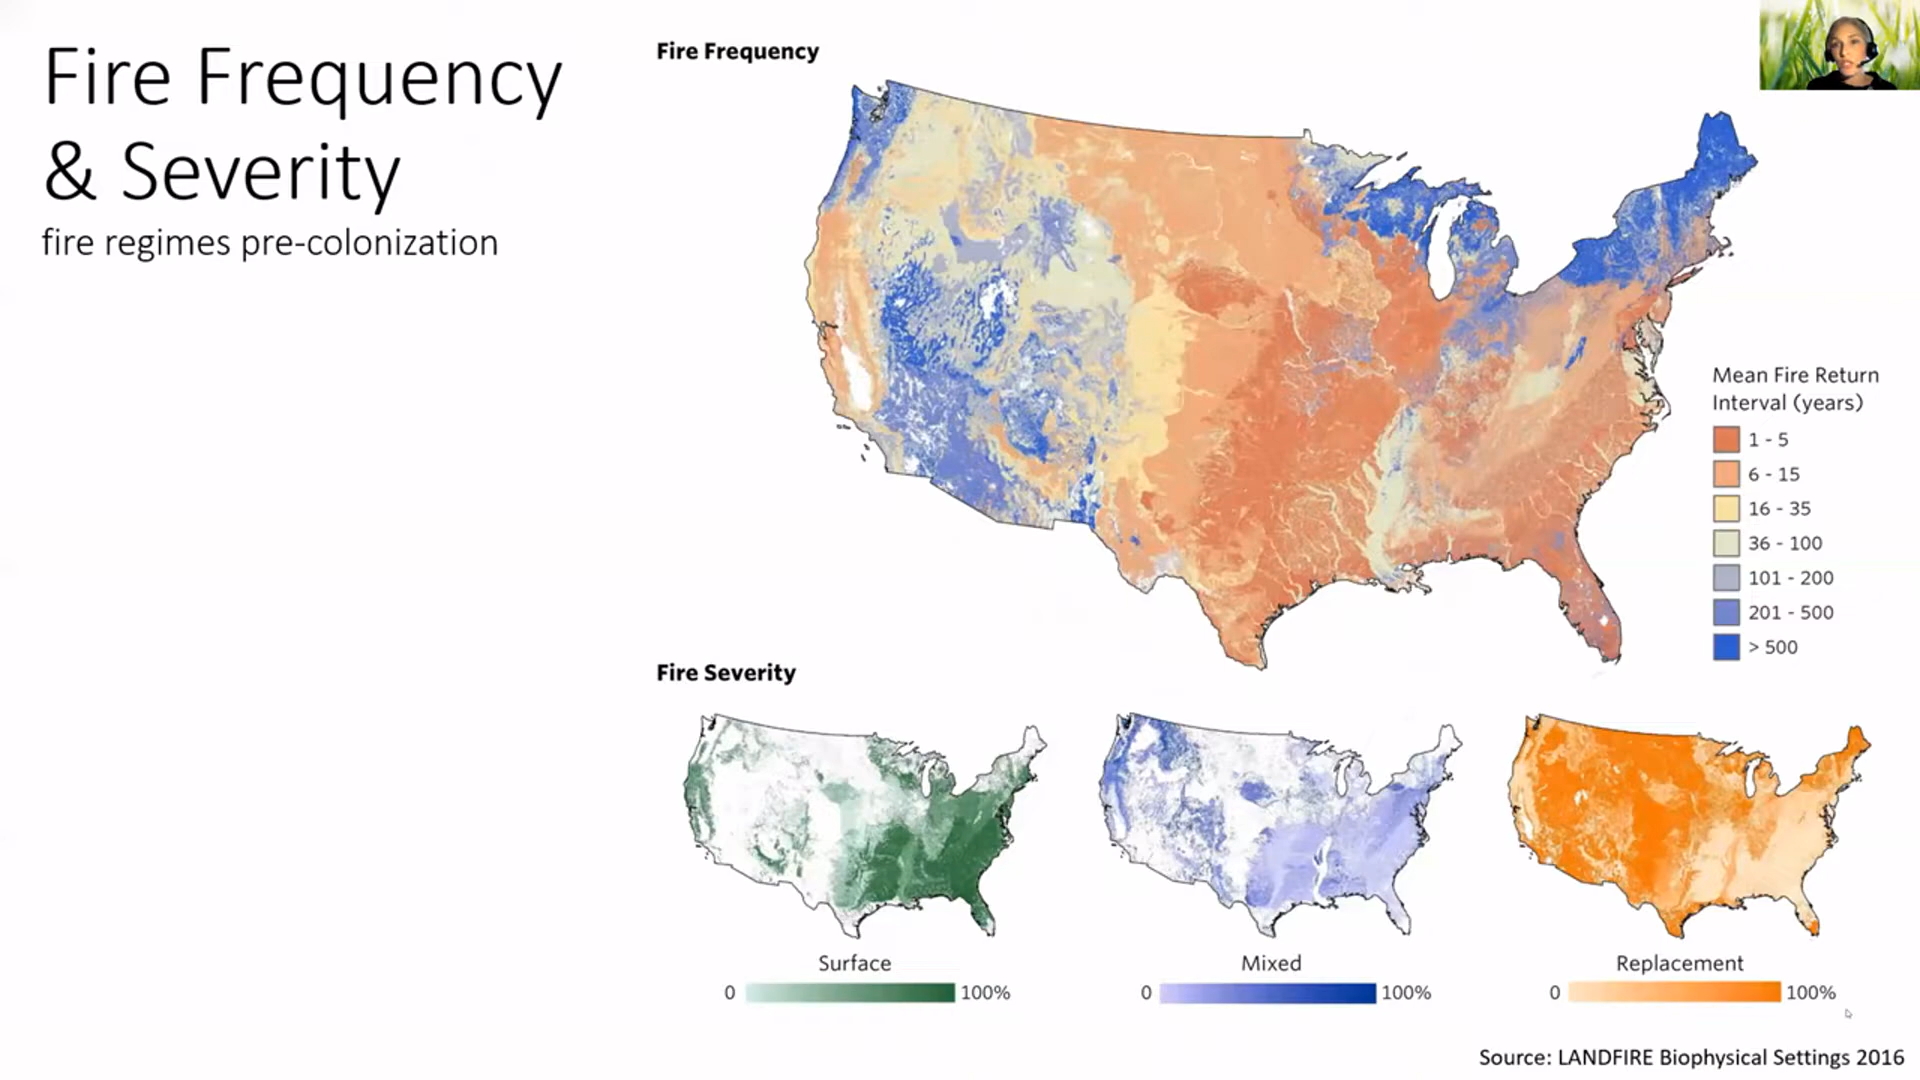 Fire Frequency
& Severity
fire regimes pre-colonization
Fire Frequency
Mean Fire Return
Interval (years)
1 - 5
6 - 15
16 - 35
36 - 100
101 - 200
201 - 500
> 500
Fire Severity
Surface
0 100%
Mixed
0 100%
Replacement
0 100%
Source: LANDFIRE Biophysical Settings 2016